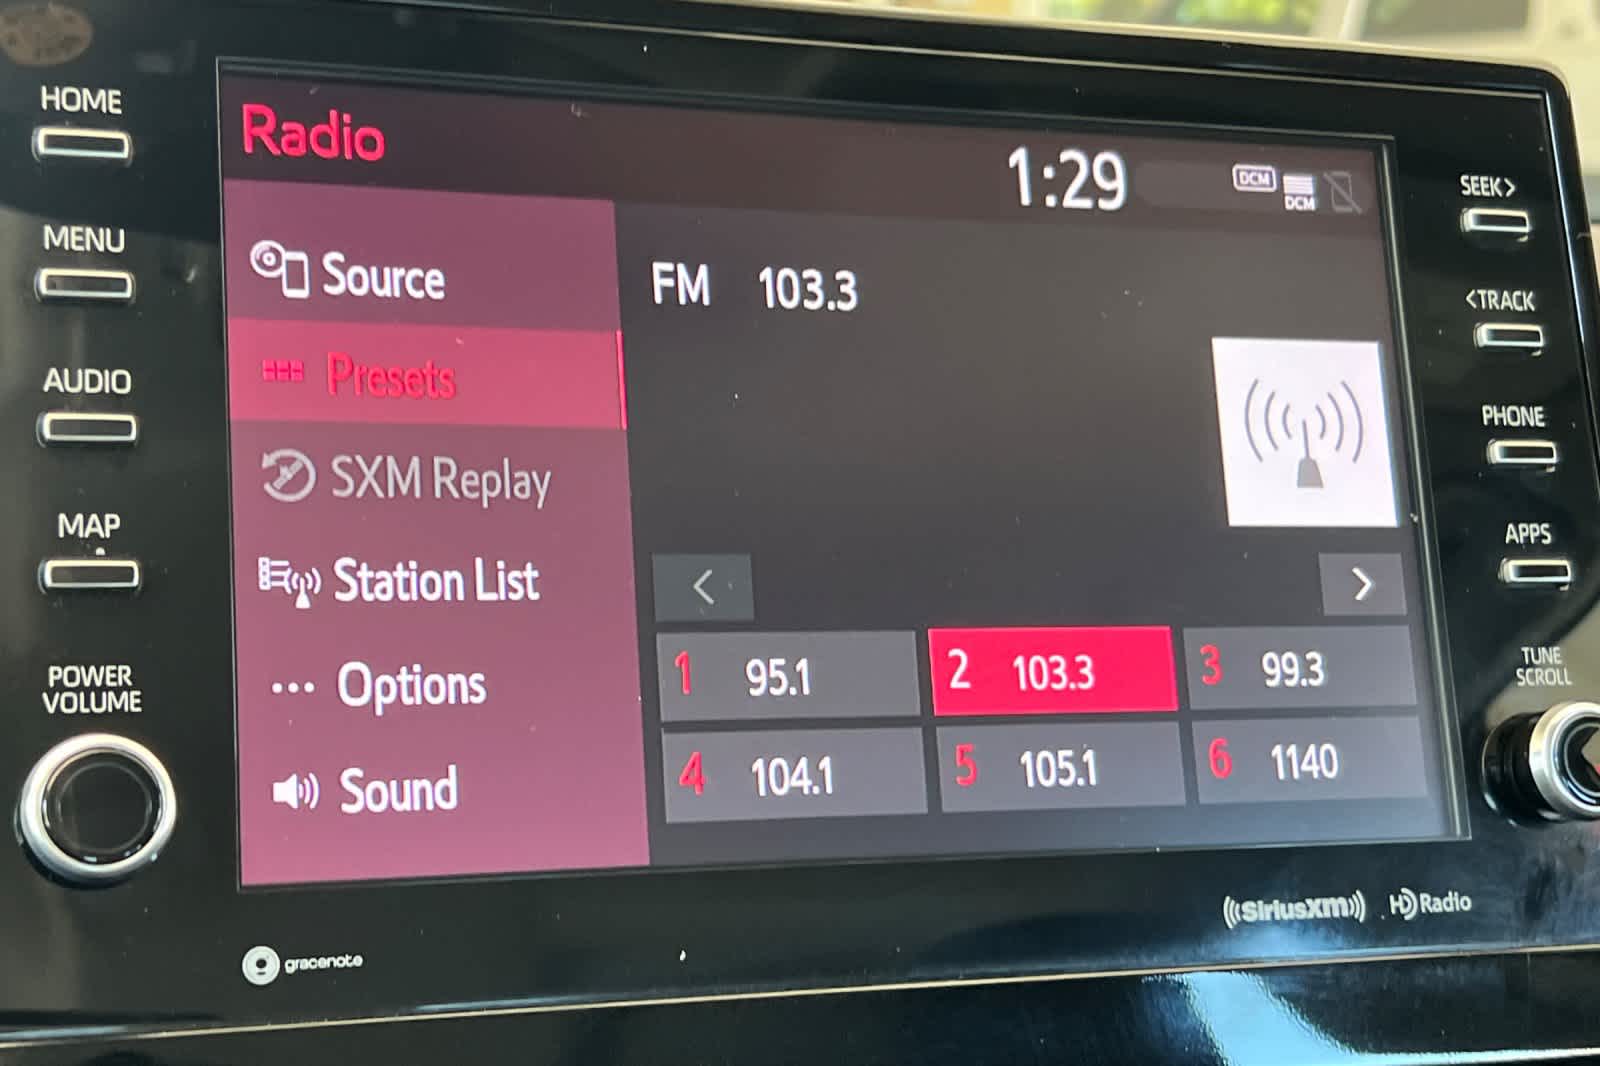 HOME
MENU
AUDIO
MAP
POWER
VOLUME
Radio
1:29
DCM
DCM
Source
Presets
SXM Replay
Station List
Options
Sound
FM 103.3
<
>
1 95.1
2 103.3
3 99.3
4 104.1
5 105.1
6 1140
SEEK>
<TRACK
PHONE
APPS
TUNE
SCROLL
gracenote
(((SiriusXM)))
HD Radio